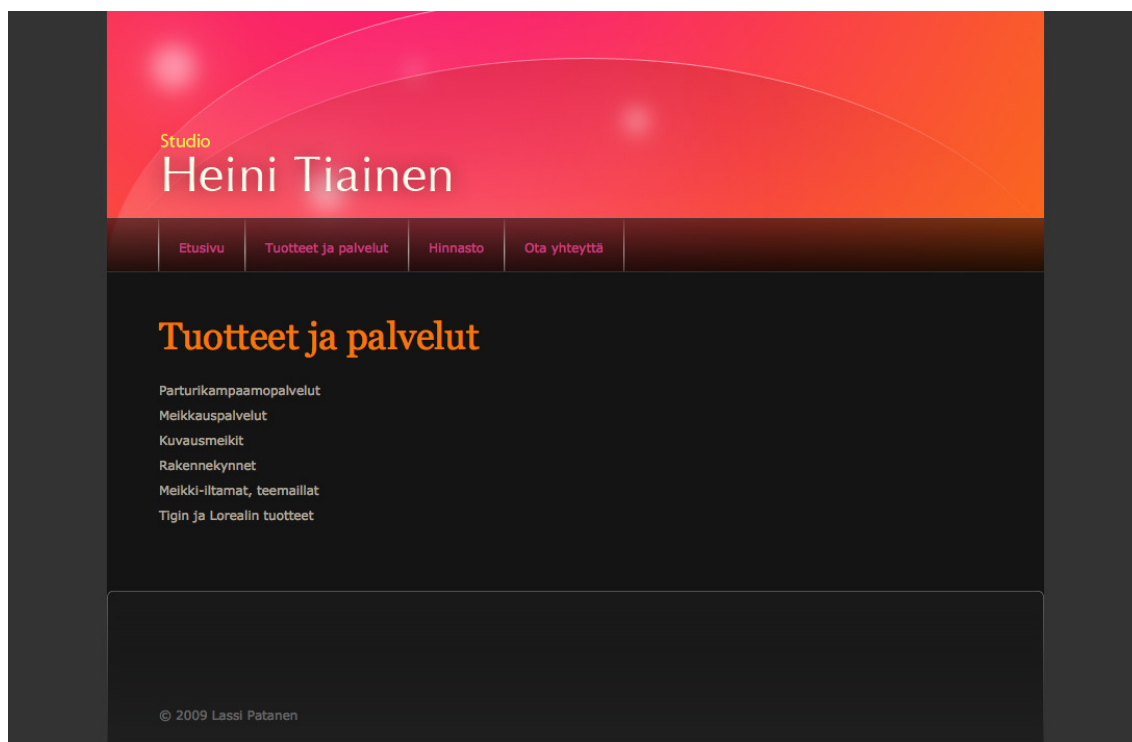 Studio
Heini Tiainen
Etusivu Tuotteet ja palvelut Hinnasto Ota yhteyttä
Tuotteet ja palvelut
Parturikampaamopalvelut
Meikkauspalvelut
Kuvausmeikit
Rakennekynnet
Meikki-iltamat, teemaillat
Tigin ja Lorealin tuotteet
© 2009 Lassi Patanen